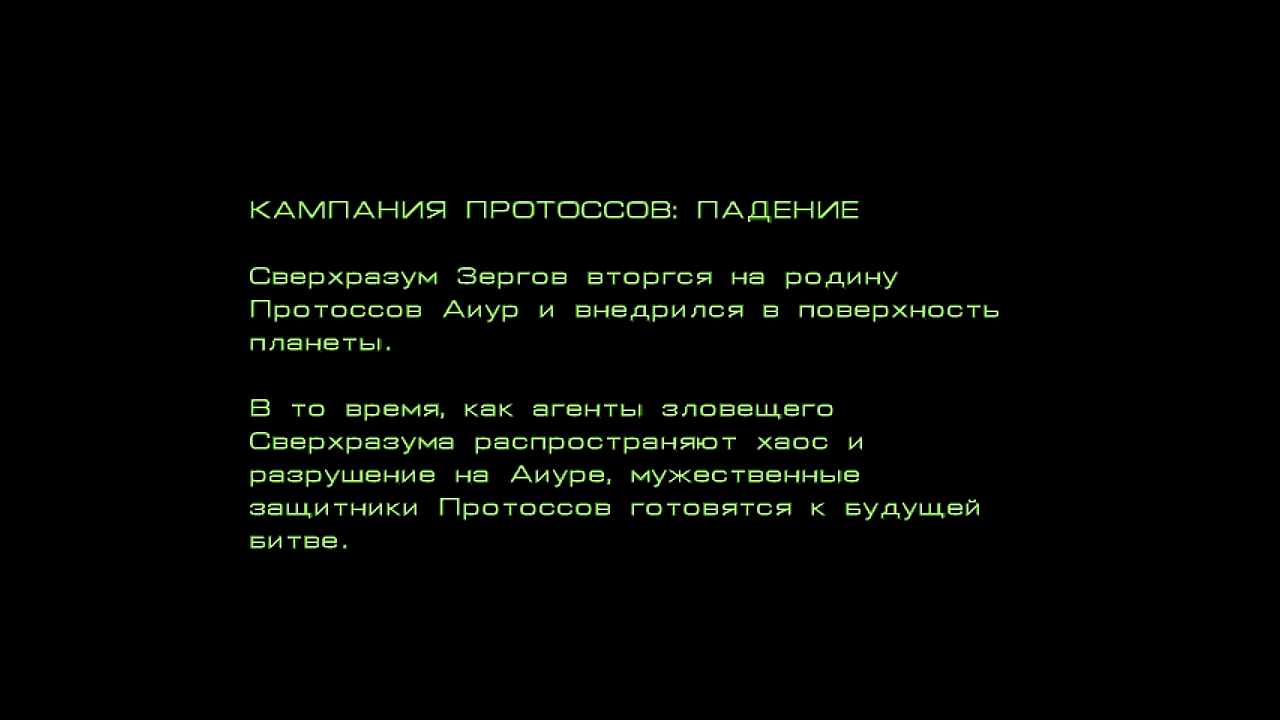 КАМПАНИЯ ПРОТОССОВ: ПАДЕНИЕ
Сверхразум Зергов вторгся на родину
Протоссов Аиур и внедрился в поверхность
планеты.
В то время, как агенты зловещего
Сверхразума распространяют хаос и
разрушение на Аиуре, мужественные
защитники Протоссов готовятся к будущей
битве.